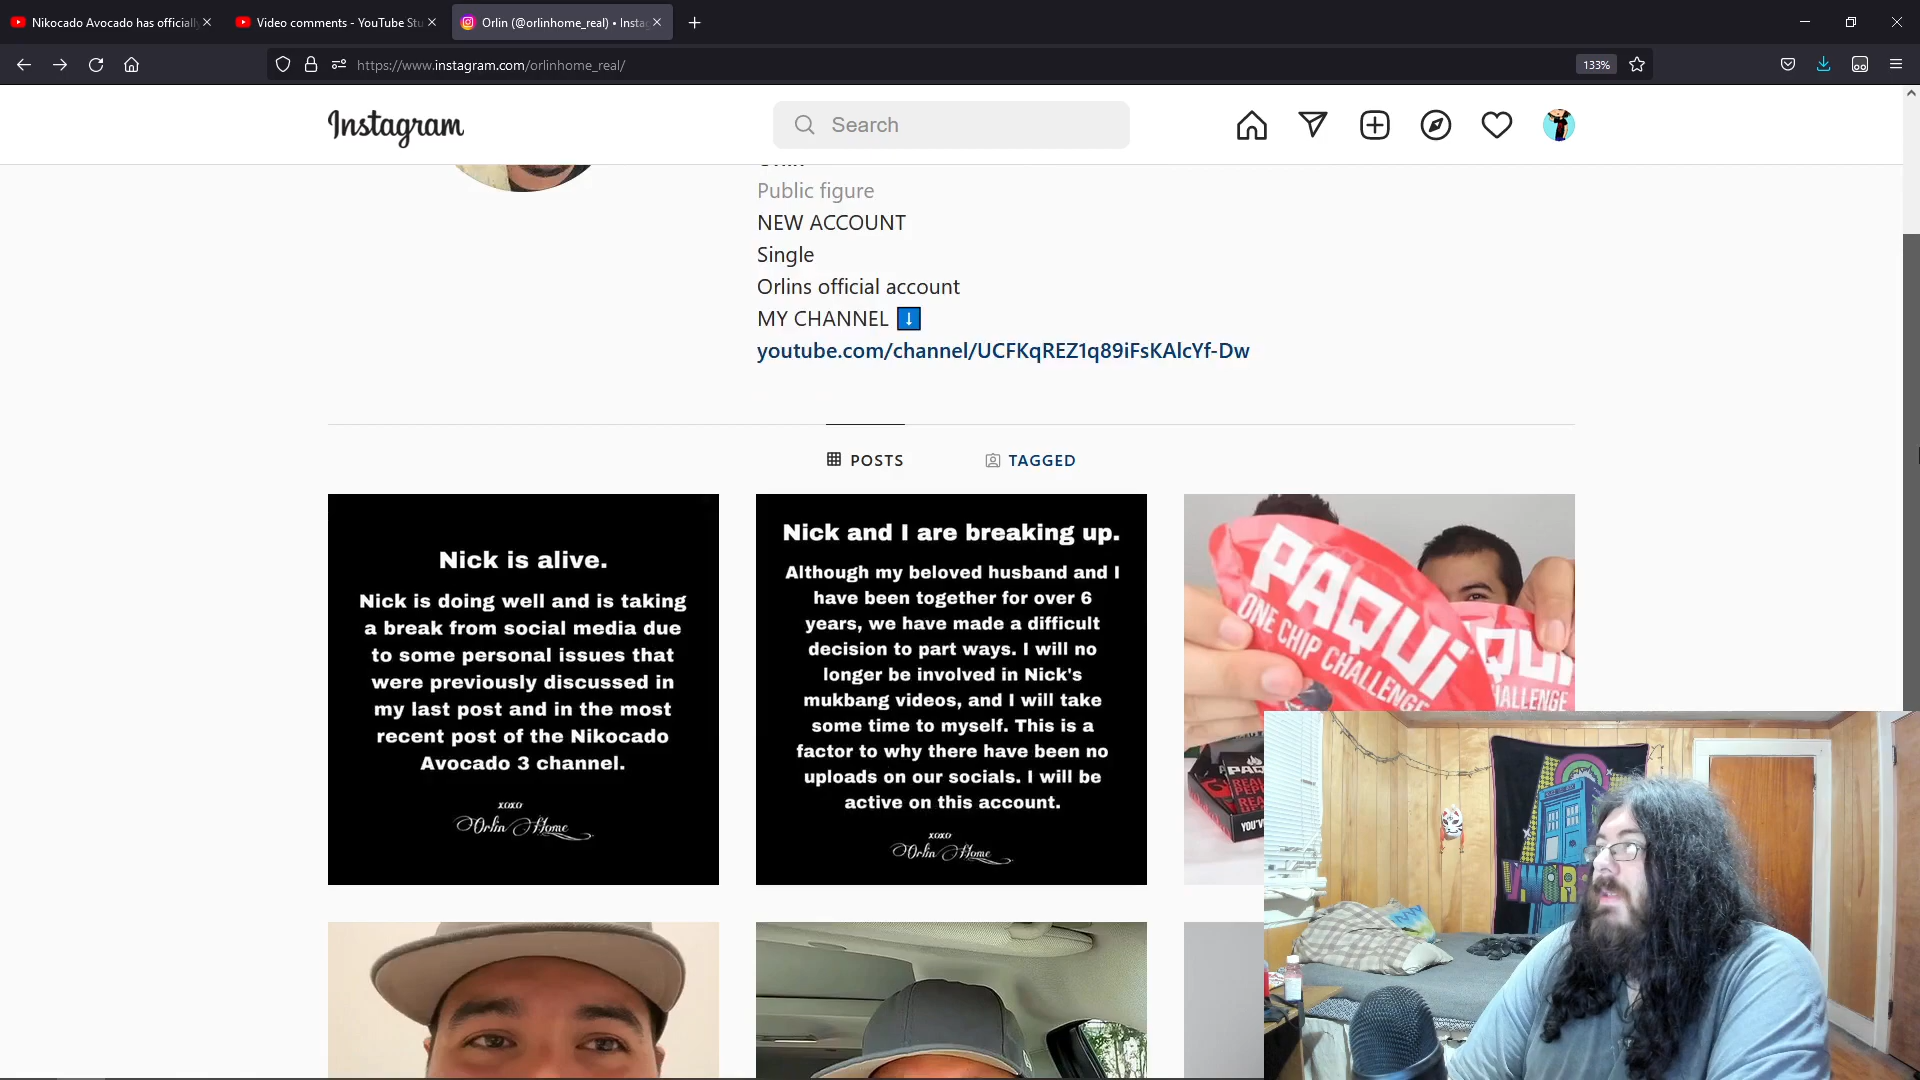 Nikocado Avocado has officiall
Video comments - YouTube Stu
Orlin (@orlinhome_real) • Insta
https://www.instagram.com/orlinhome_real/
133%
Instagram
Search
Public figure
NEW ACCOUNT
Single
Orlins official account
MY CHANNEL ⬇️
youtube.com/channel/UCFKqREZ1q89iFsKAlcYf-Dw
POSTS
TAGGED
Nick is alive.
Nick is doing well and is taking
a break from social media due
to some personal issues that
were previously discussed in
my last post and in the most
recent post of the Nikocado
Avocado 3 channel.
xoxo
Orlin Home
Nick and I are breaking up.
Although my beloved husband and I
have been together for over 6
years, we have made a difficult
decision to part ways. I will no
longer be involved in Nick's
mukbang videos, and I will take
some time to myself. This is a
factor to why there have been no
uploads on our socials. I will be
active on this account.
xoxo
Orlin Home
PAQUI
ONE CHIP CHALLENGE
QUI
HALLENGE